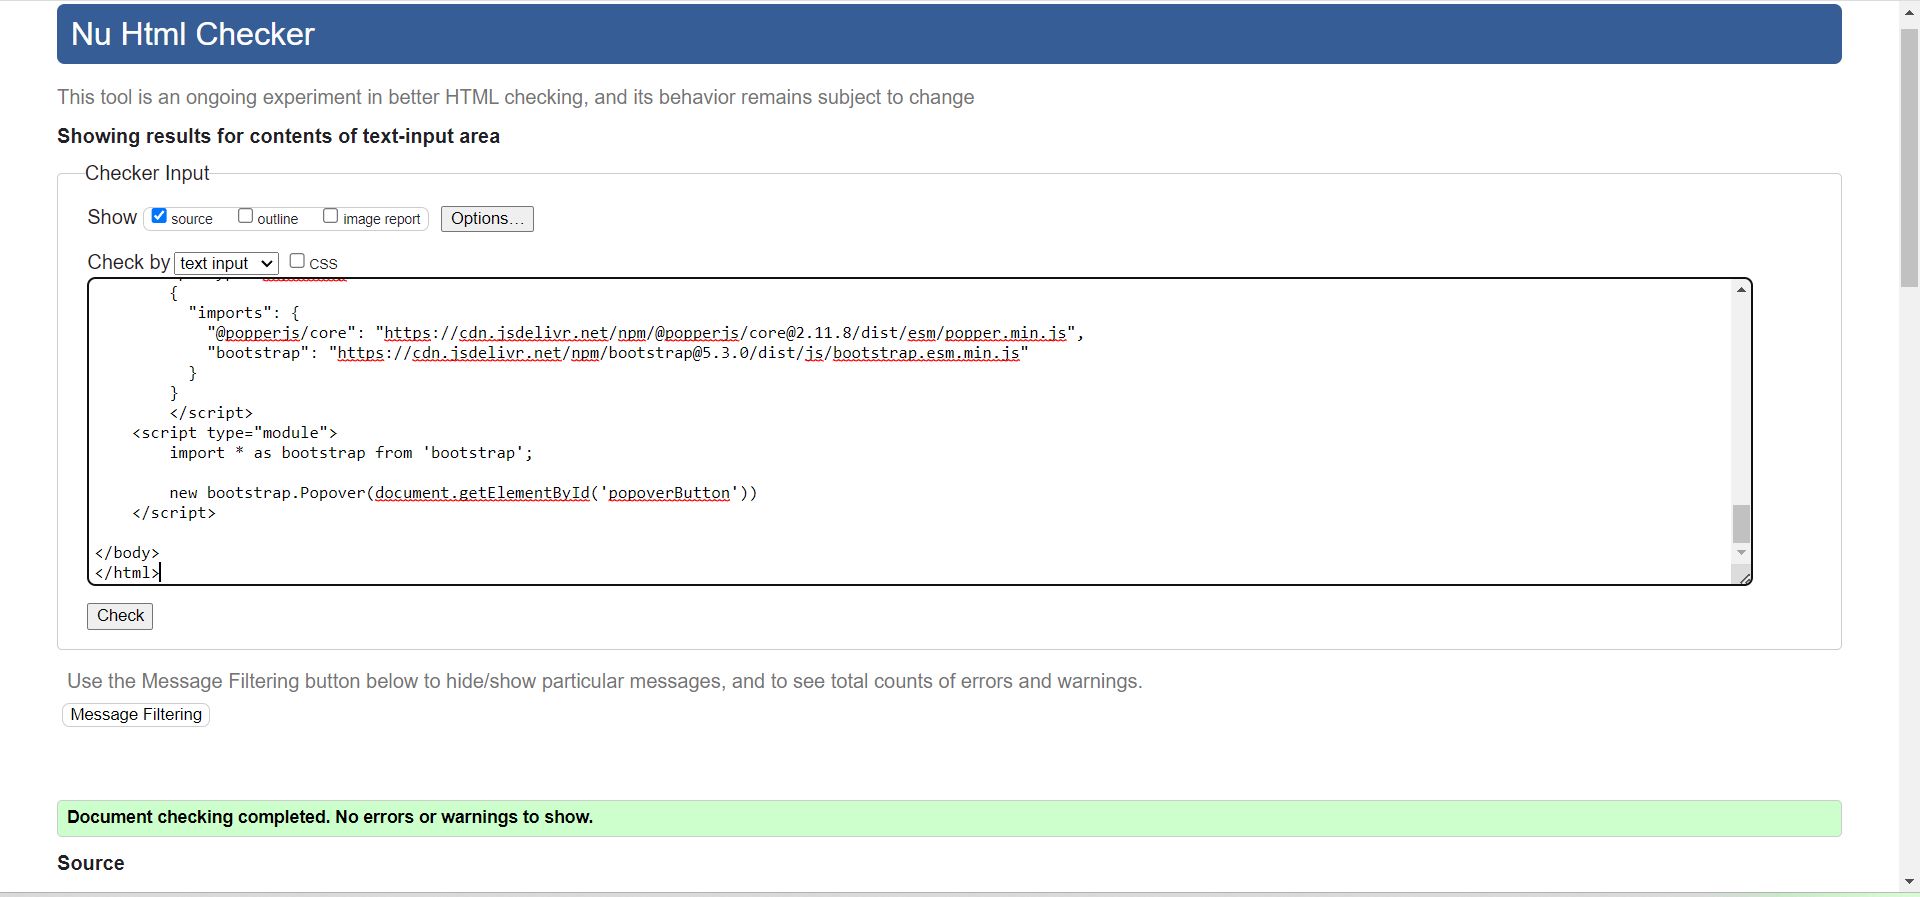 Nu Html Checker
This tool is an ongoing experiment in better HTML checking, and its behavior remains subject to change
Showing results for contents of text-input area
Checker Input
Show source outline image report Options...
Check by text input CSS
{
"imports": {
"@popperjs/core": "https://cdn.jsdelivr.net/npm/@popperjs/core@2.11.8/dist/esm/popper.min.js",
"bootstrap": "https://cdn.jsdelivr.net/npm/bootstrap@5.3.0/dist/js/bootstrap.esm.min.js"
}
}
</script>
<script type="module">
import * as bootstrap from 'bootstrap';
new bootstrap.Popover(document.getElementById('popoverButton'))
</script>
</body>
</html>
Check
Use the Message Filtering button below to hide/show particular messages, and to see total counts of errors and warnings.
Message Filtering
Document checking completed. No errors or warnings to show.
Source